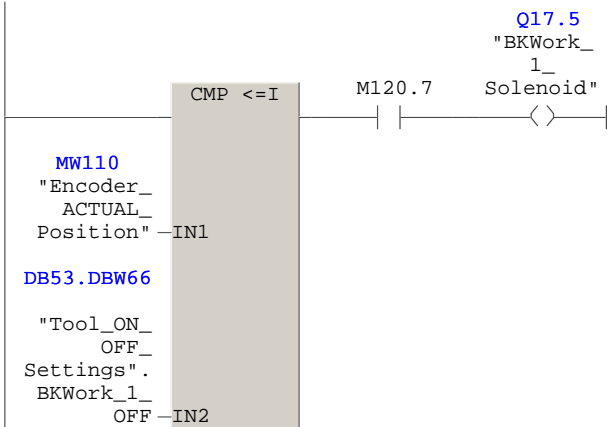 Q17.5
"BKWork_
1_
Solenoid"
CMP <=I
M120.7
MW110
"Encoder_
ACTUAL_
Position"
IN1
DB53.DBW66
"Tool_ON_
OFF_
Settings".
BKWork_1_
OFF
IN2